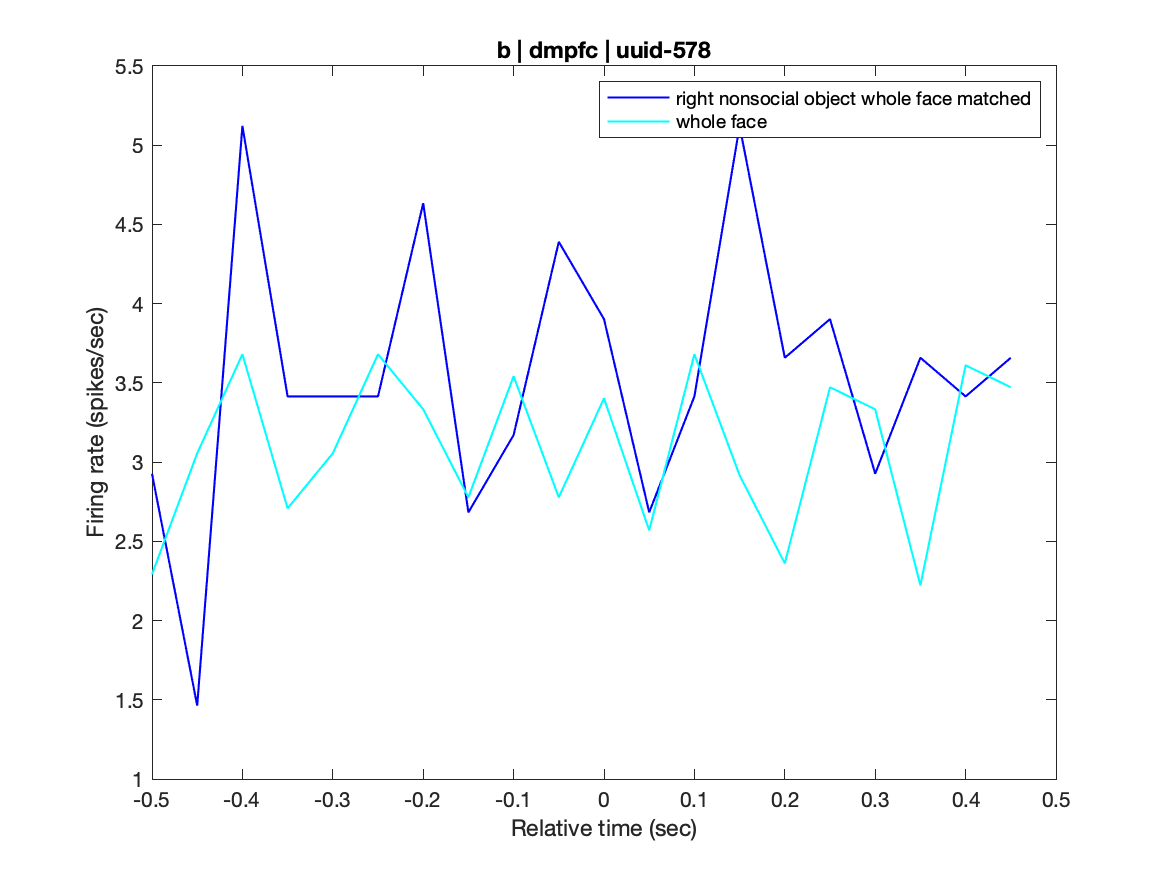 b | dmpfc | uuid-578
right nonsocial object whole face matched
whole face
5.5
5
4.5
4
3.5
3
2.5
2
1.5
1
Firing rate (spikes/sec)
-0.5 -0.4 -0.3 -0.2 -0.1 0 0.1 0.2 0.3 0.4 0.5
Relative time (sec)